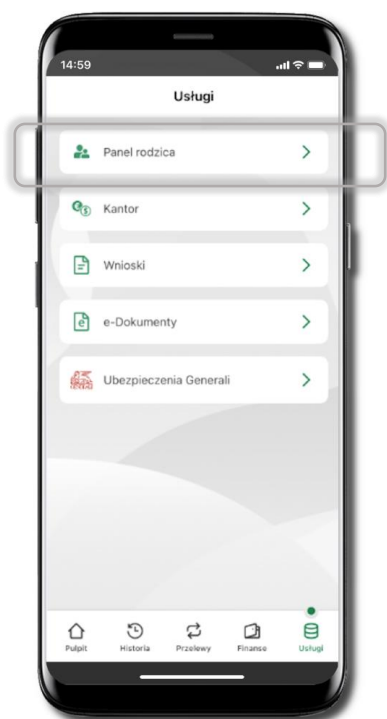 14:59
Usługi
Panel rodzica
Kantor
Wnioski
e-Dokumenty
Ubezpieczenia Generali
Pulpit Historia Przelewy Finanse Usługi